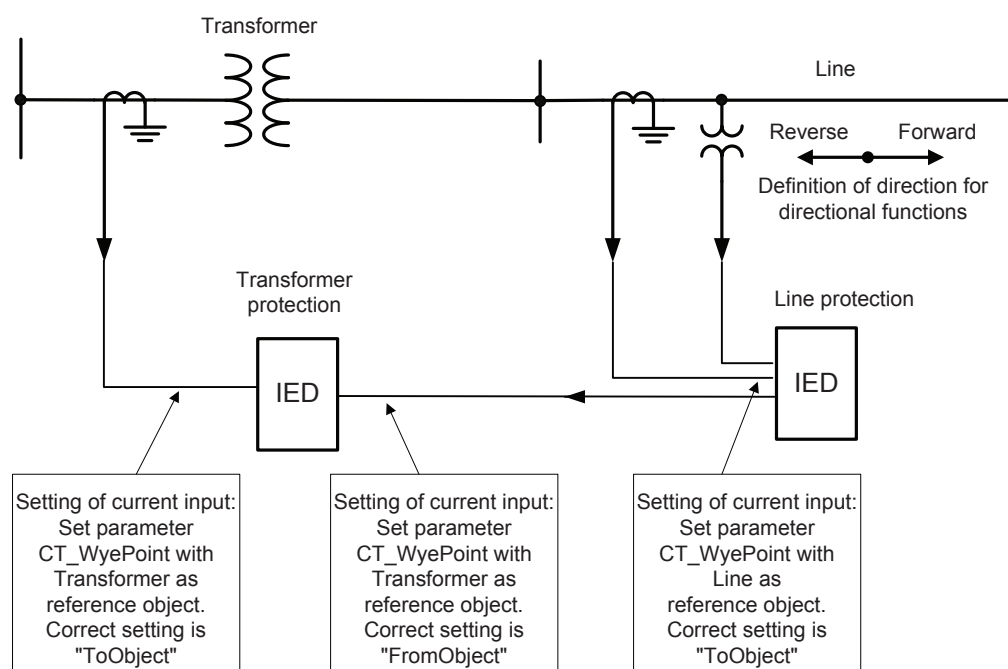 Transformer
Line
Reverse
Forward
Definition of direction for
directional functions
Transformer
protection
Line protection
IED
IED
Setting of current input:
Set parameter
CT_WyePoint with
Transformer as
reference object.
Correct setting is
"ToObject"
Setting of current input:
Set parameter
CT_WyePoint with
Transformer as
reference object.
Correct setting is
"FromObject"
Setting of current input:
Set parameter
CT_WyePoint with
Line as
reference object.
Correct setting is
"ToObject"